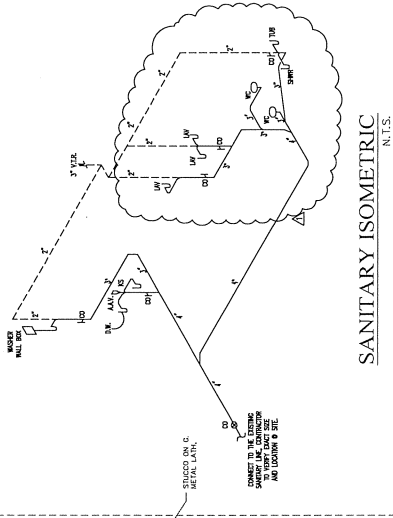 WASHER
WALL BOX
2"
2"
CO
3"
D.W.
A.A.V.
KS
CO
3"
4"
4"
4"
CO
CONNECT TO THE EXISTING
SANITARY LINE, CONTRACTOR
TO VERIFY EXACT SIZE
AND LOCATION @ SITE.
3" V.T.R.
2"
2"
2"
2"
LAV
LAV
LAV
CO
CO
3"
3"
WC
WC
3"
4"
2"
CO
TUB
SHWR
STUCCO ON G.
METAL LATH.
SANITARY ISOMETRIC
N.T.S.